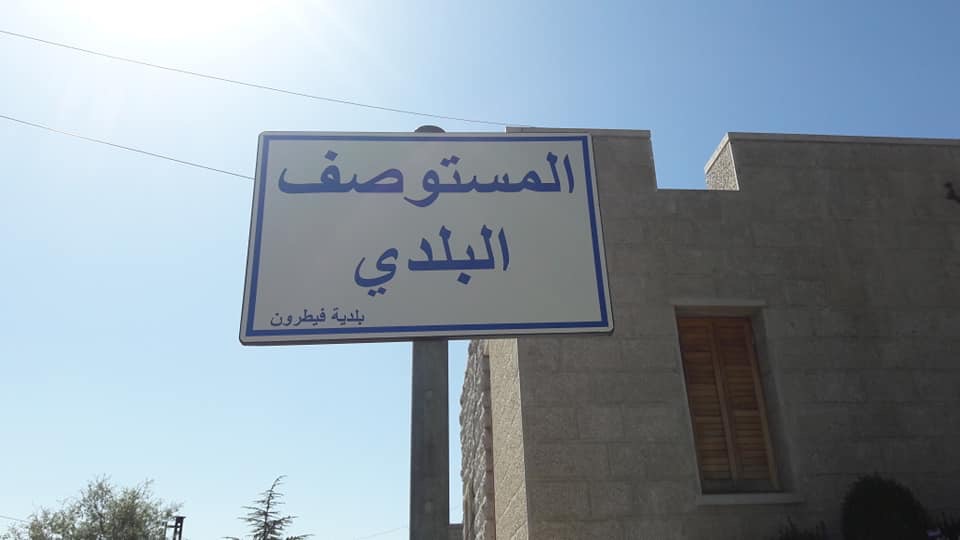 المستوصف
البلدي
بلدية فيطرون